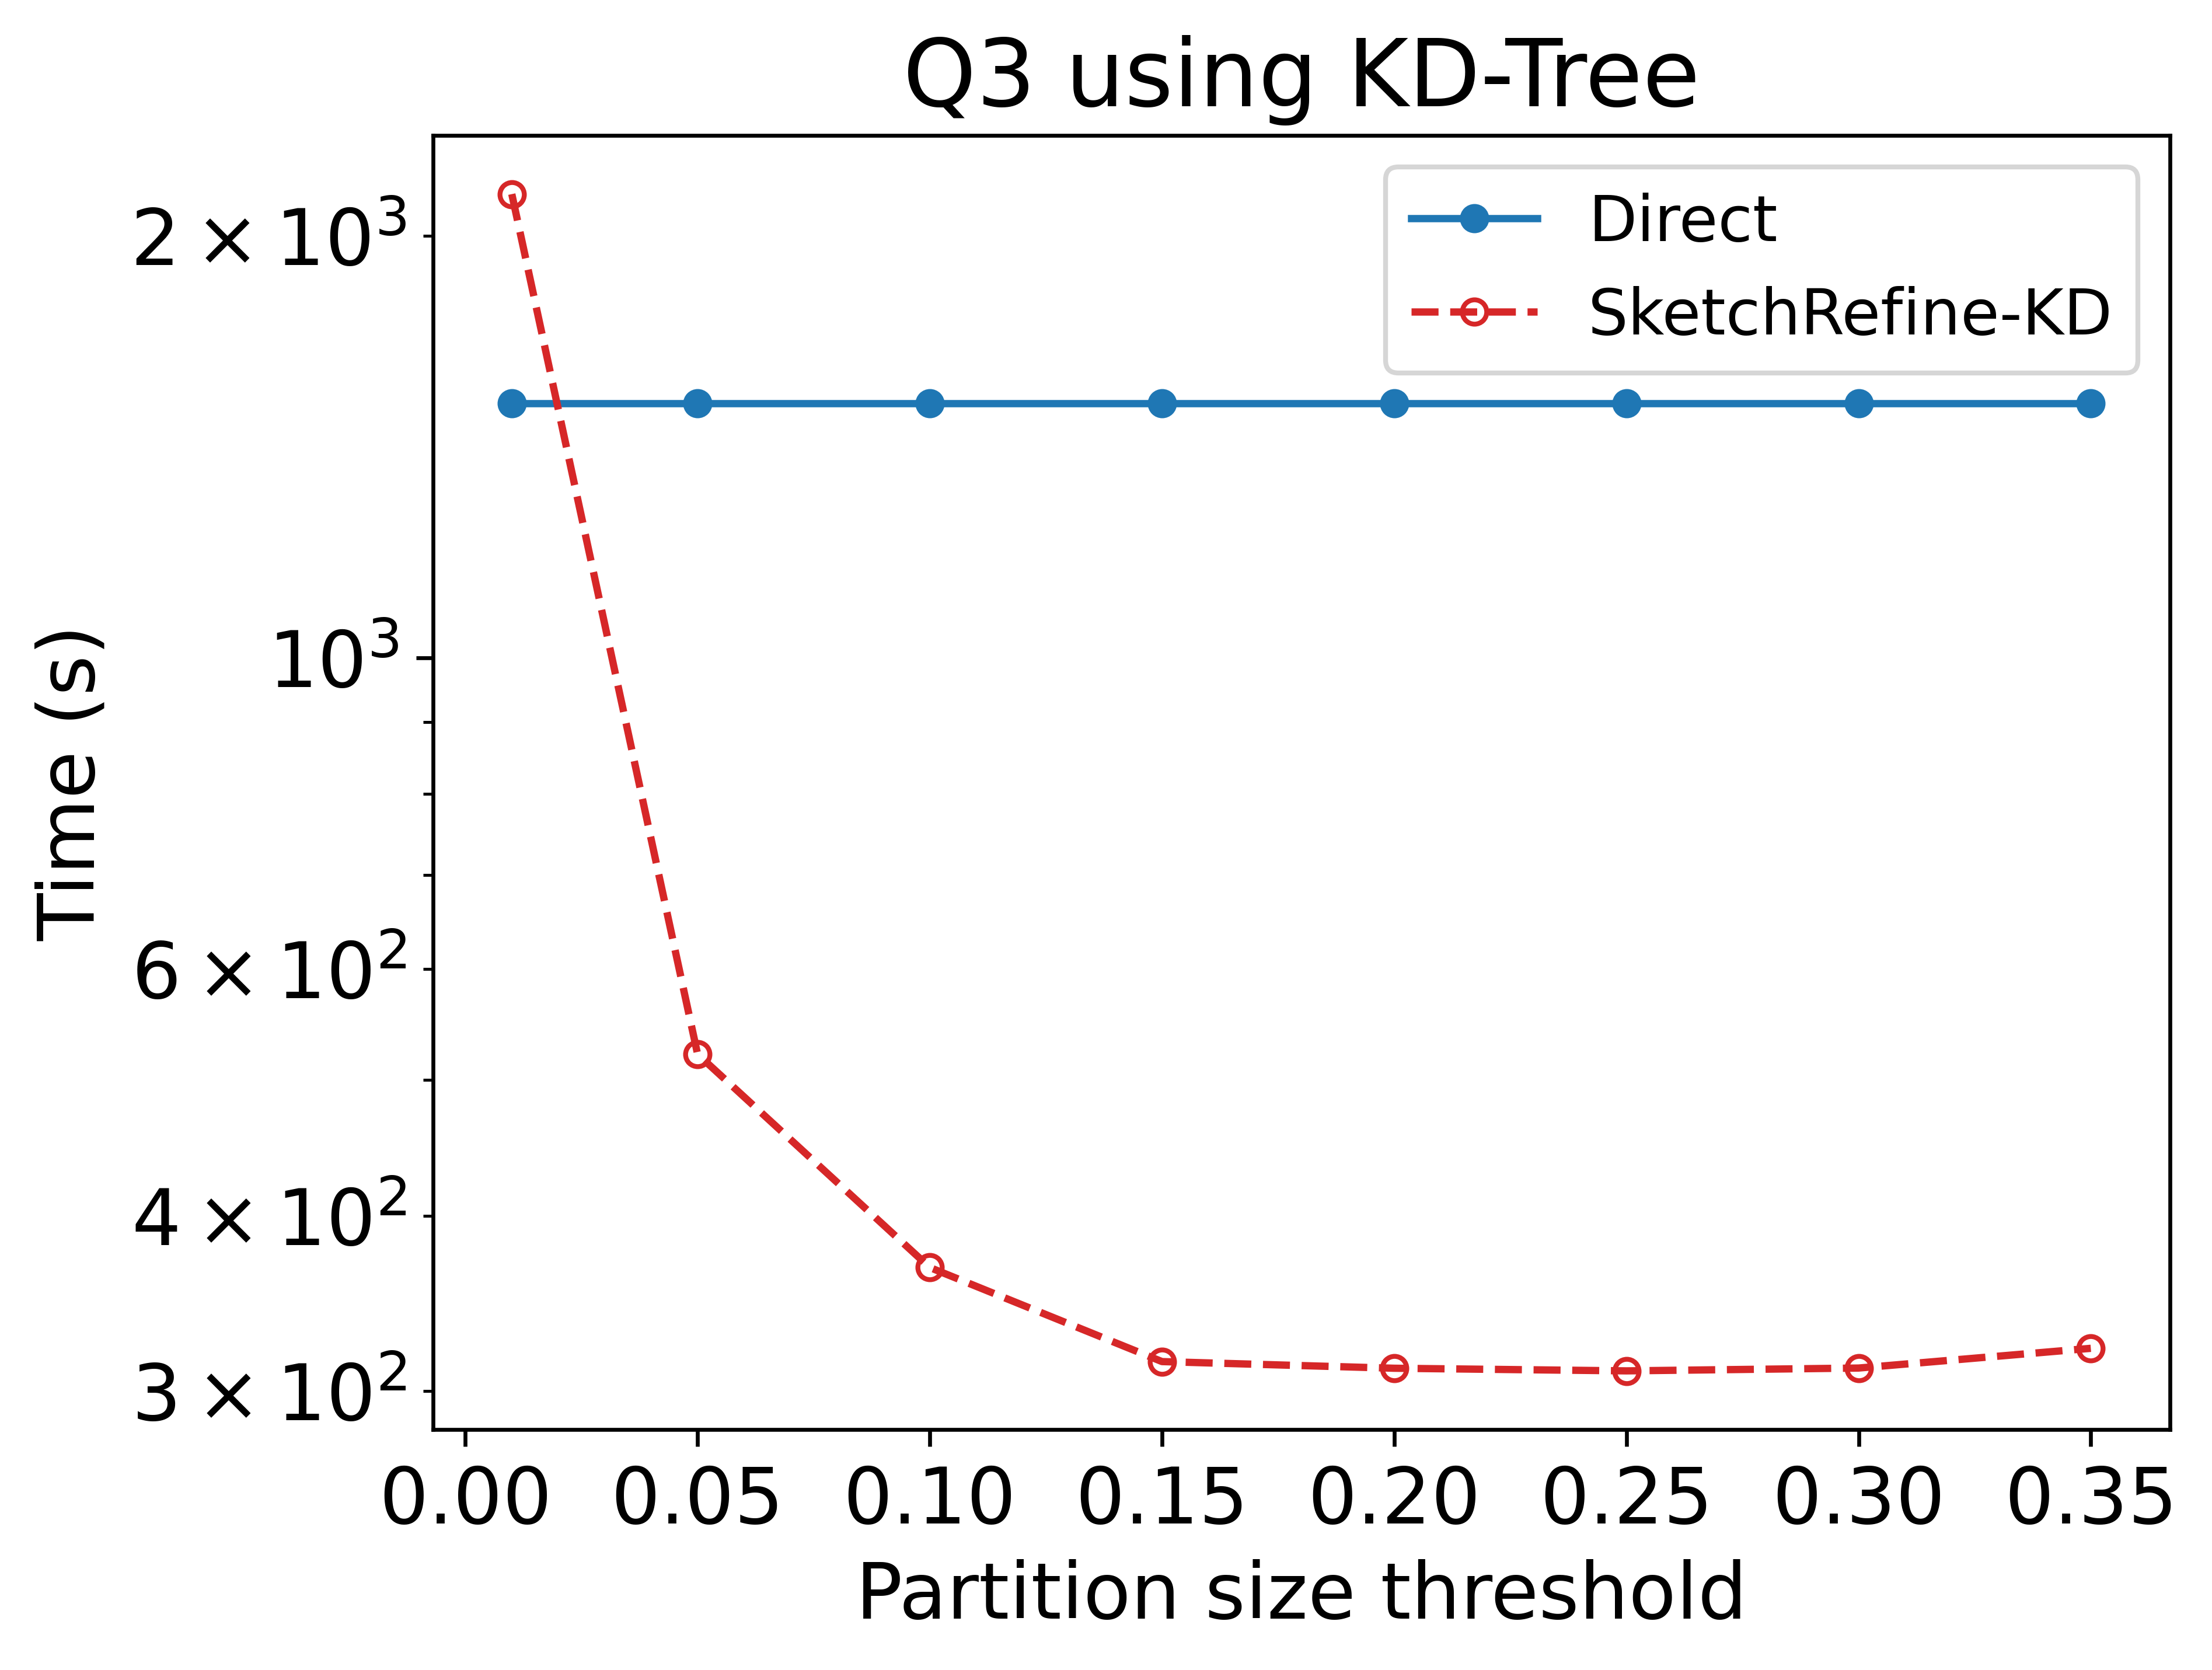 Q3 using KD-Tree
Direct
SketchRefine-KD
2 × 10³
10³
6 × 10²
4 × 10²
3 × 10²
Time (s)
0.00 0.05 0.10 0.15 0.20 0.25 0.30 0.35
Partition size threshold